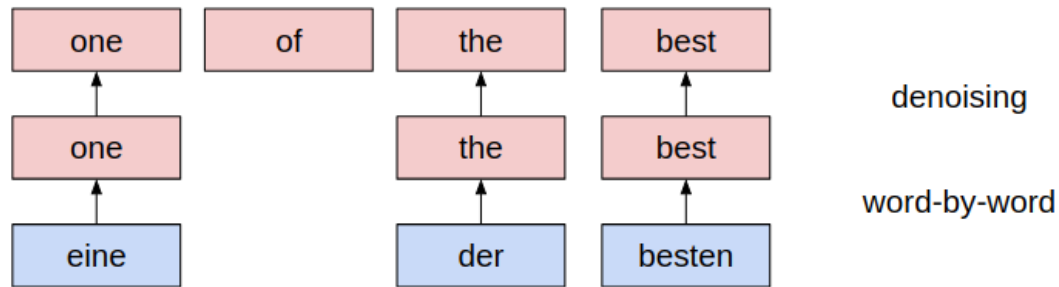 one of the best
denoising
one the best
word-by-word
eine der besten